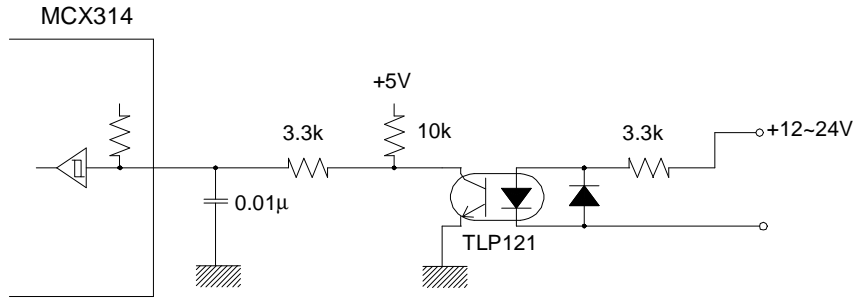 MCX314
+5V
3.3k
10k
3.3k
+12~24V
0.01μ
TLP121